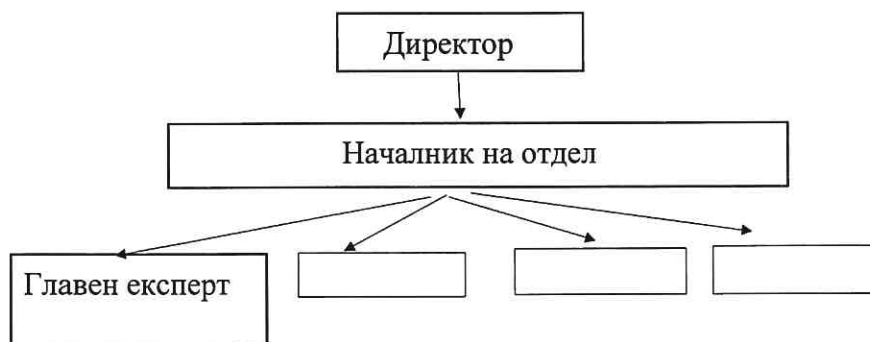 Директор
Началник на отдел
Главен експерт